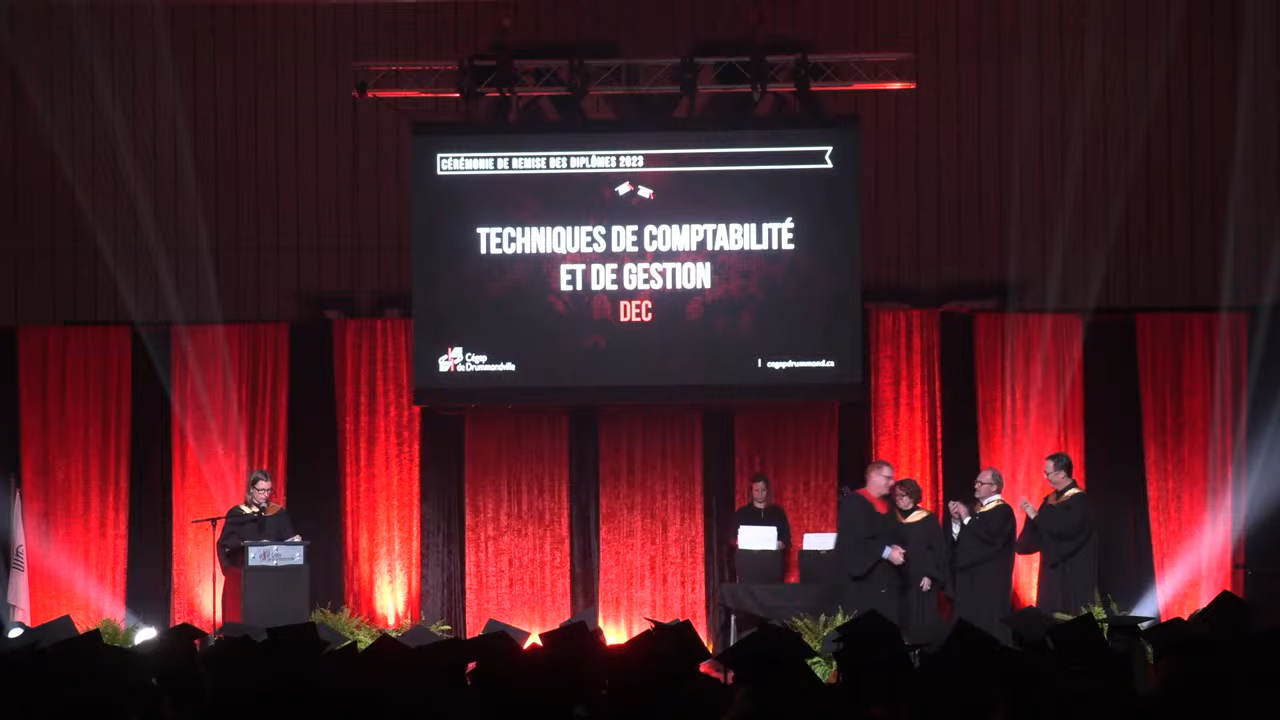 CÉRÉMONIE DE REMISE DES DIPLÔMES 2023
TECHNIQUES DE COMPTABILITÉ
ET DE GESTION
DEC
Cégep
de Drummondville
cegepdrummond.ca